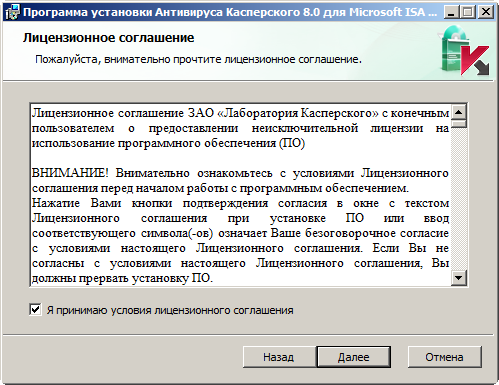 Программа установки Антивируса Касперского 8.0 для Microsoft ISA ...
Лицензионное соглашение
Пожалуйста, внимательно прочтите лицензионное соглашение.
Лицензионное соглашение ЗАО «Лаборатория Касперского» с конечным
пользователем о предоставлении неисключительной лицензии на
использование программного обеспечения (ПО)
ВНИМАНИЕ! Внимательно ознакомьтесь с условиями Лицензионного
соглашения перед началом работы с программным обеспечением.
Нажатие Вами кнопки подтверждения согласия в окне с текстом
Лицензионного соглашения при установке ПО или ввод
соответствующего символа(-ов) означает Ваше безоговорочное согласие
с условиями настоящего Лицензионного соглашения. Если Вы не
согласны с условиями настоящего Лицензионного соглашения, Вы
должны прервать установку ПО.
Я принимаю условия лицензионного соглашения
Назад
Далее
Отмена